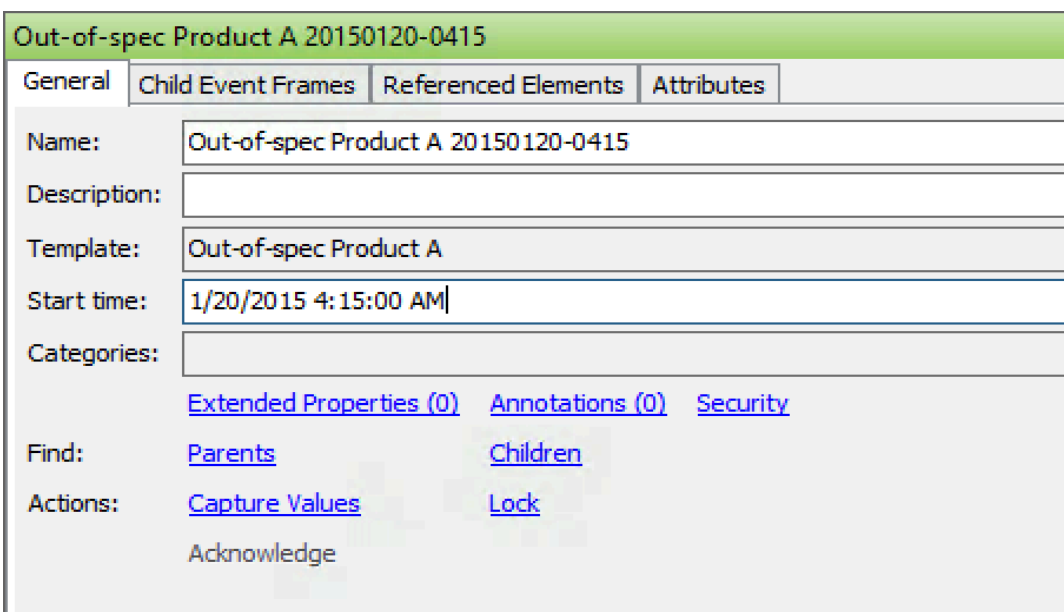 Out-of-spec Product A 20150120-0415
General Child Event Frames Referenced Elements Attributes
Name: Out-of-spec Product A 20150120-0415
Description:
Template: Out-of-spec Product A
Start time: 1/20/2015 4:15:00 AM
Categories:
Extended Properties (0) Annotations (0) Security
Find: Parents Children
Actions: Capture Values Lock
Acknowledge